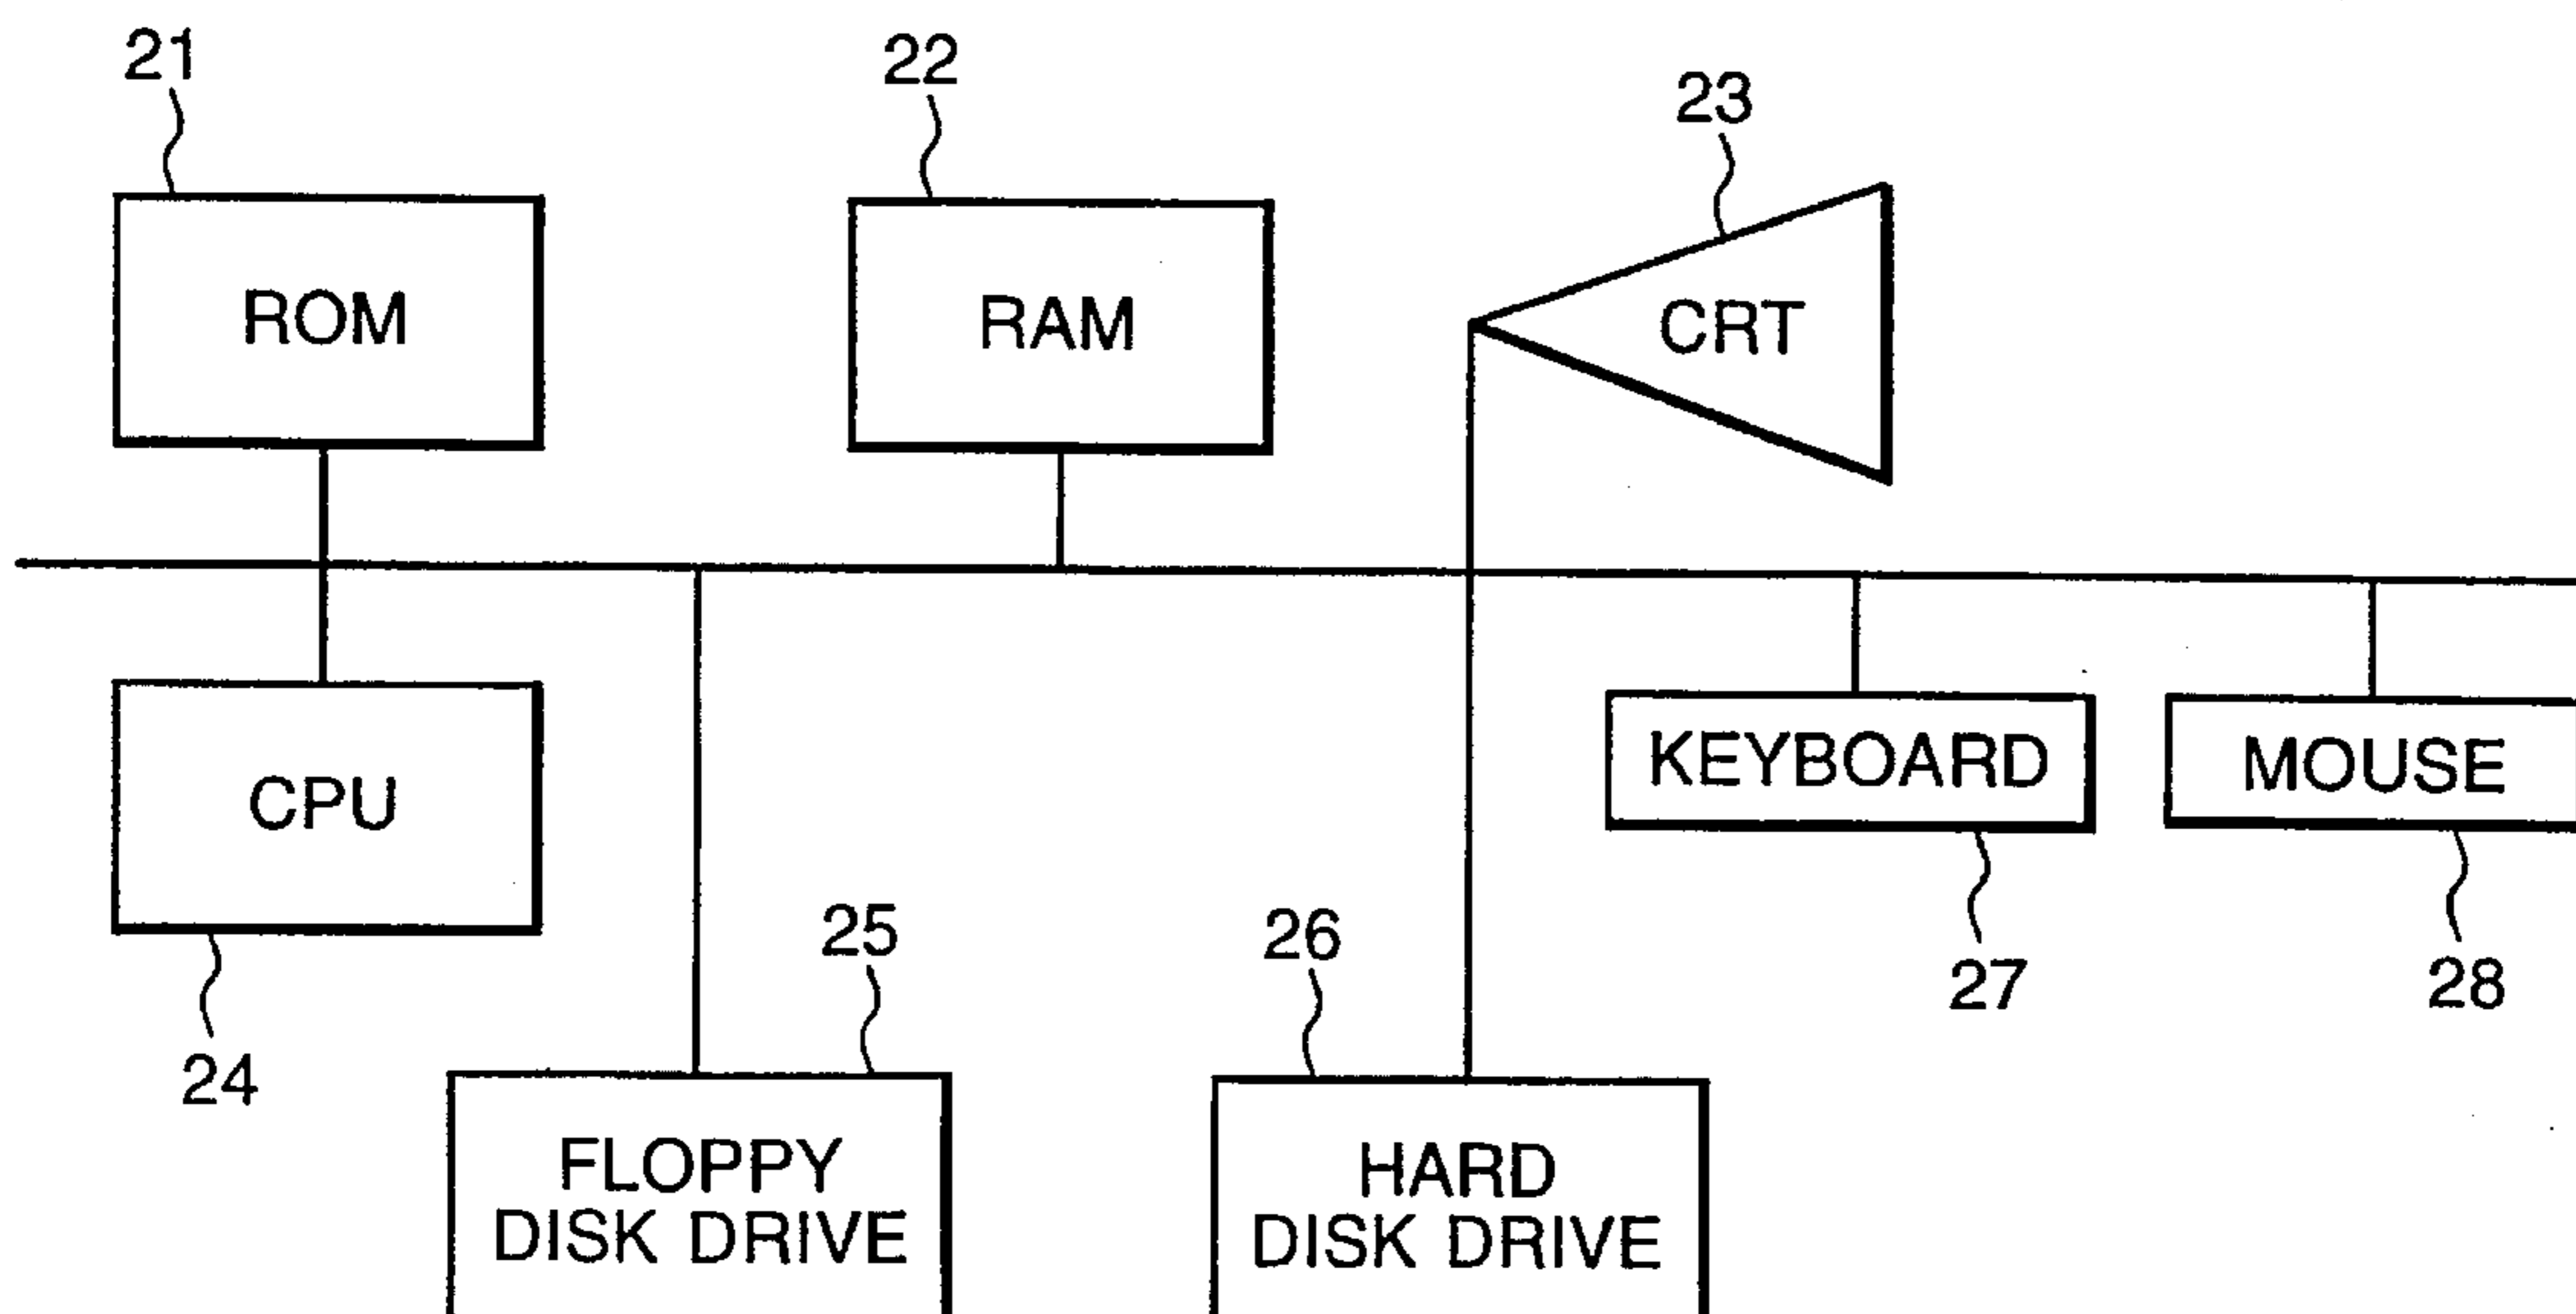 21
22
23
ROM
RAM
CRT
CPU
KEYBOARD
MOUSE
24
25
26
27
28
FLOPPY
DISK DRIVE
HARD
DISK DRIVE